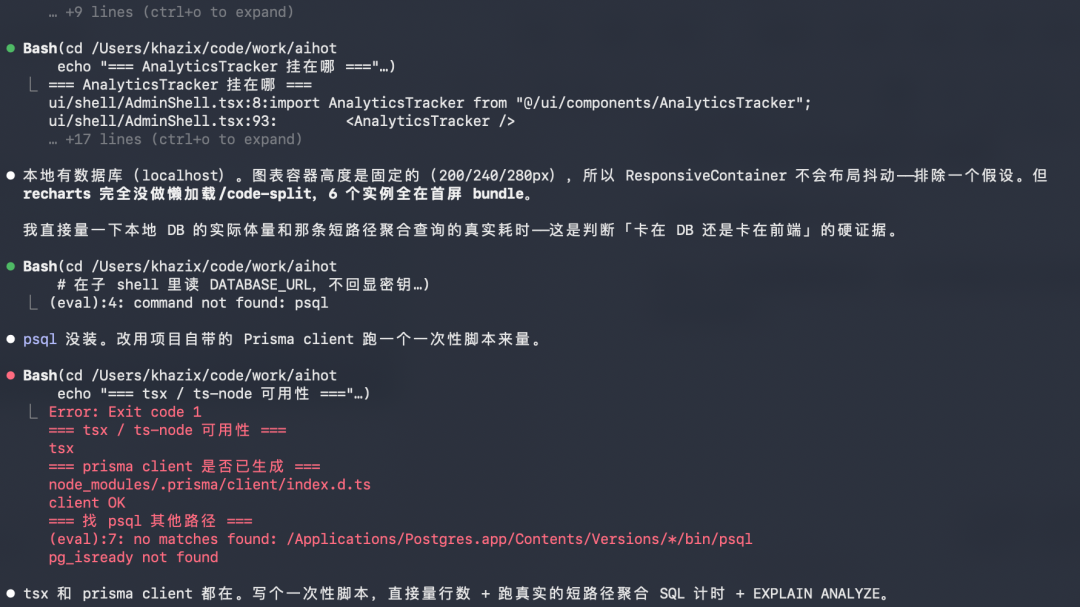 … +9 lines (ctrl+o to expand)
● Bash(cd /Users/khazix/code/work/aihot
echo "=== AnalyticsTracker 挂在哪 ==="…)
⎿ === AnalyticsTracker 挂在哪 ===
ui/shell/AdminShell.tsx:8:import AnalyticsTracker from "@/ui/components/AnalyticsTracker";
ui/shell/AdminShell.tsx:93:        <AnalyticsTracker />
… +17 lines (ctrl+o to expand)
● 本地有数据库（localhost）。图表容器高度是固定的（200/240/280px），所以 ResponsiveContainer 不会布局抖动——排除一个假设。但
recharts 完全没做懒加载/code-split，6 个实例全在首屏 bundle。
我直接量一下本地 DB 的实际体量和那条短路径聚合查询的真实耗时——这是判断「卡在 DB 还是卡在前端」的硬证据。
● Bash(cd /Users/khazix/code/work/aihot
# 在子 shell 里读 DATABASE_URL，不回显密钥…)
⎿ (eval):4: command not found: psql
● psql 没装。改用项目自带的 Prisma client 跑一个一次性脚本来量。
● Bash(cd /Users/khazix/code/work/aihot
echo "=== tsx / ts-node 可用性 ==="…)
⎿ Error: Exit code 1
=== tsx / ts-node 可用性 ===
tsx
=== prisma client 是否已生成 ===
node_modules/.prisma/client/index.d.ts
client OK
=== 找 psql 其他路径 ===
(eval):7: no matches found: /Applications/Postgres.app/Contents/Versions/*/bin/psql
pg_isready not found
● tsx 和 prisma client 都在。写个一次性脚本，直接量行数 + 跑真实的短路径聚合 SQL 计时 + EXPLAIN ANALYZE。